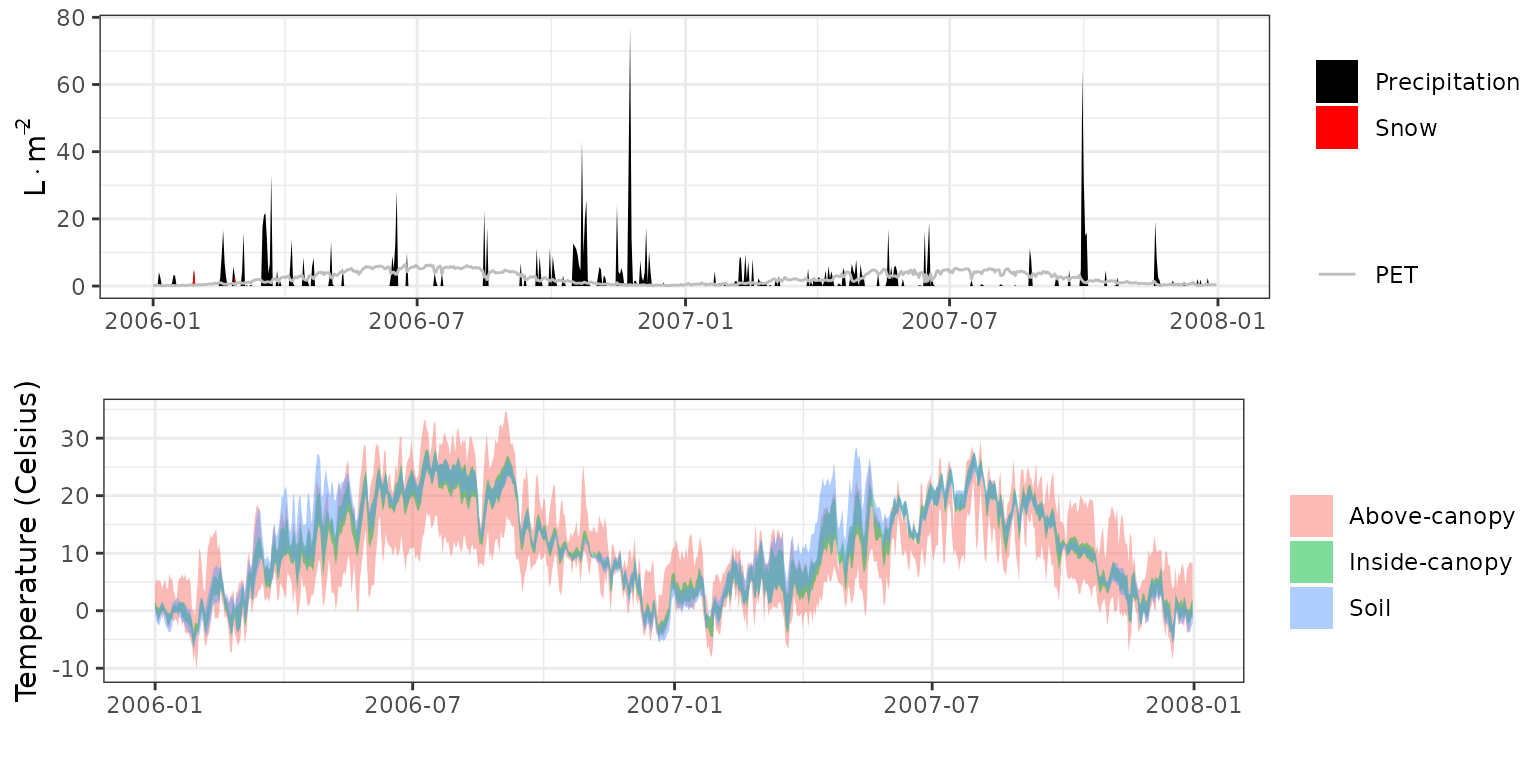 80
60
40
20
0
L · m⁻²
2006-01 2006-07 2007-01 2007-07 2008-01
Precipitation
Snow
PET
30
20
10
0
-10
Temperature (Celsius)
2006-01 2006-07 2007-01 2007-07 2008-01
Above-canopy
Inside-canopy
Soil